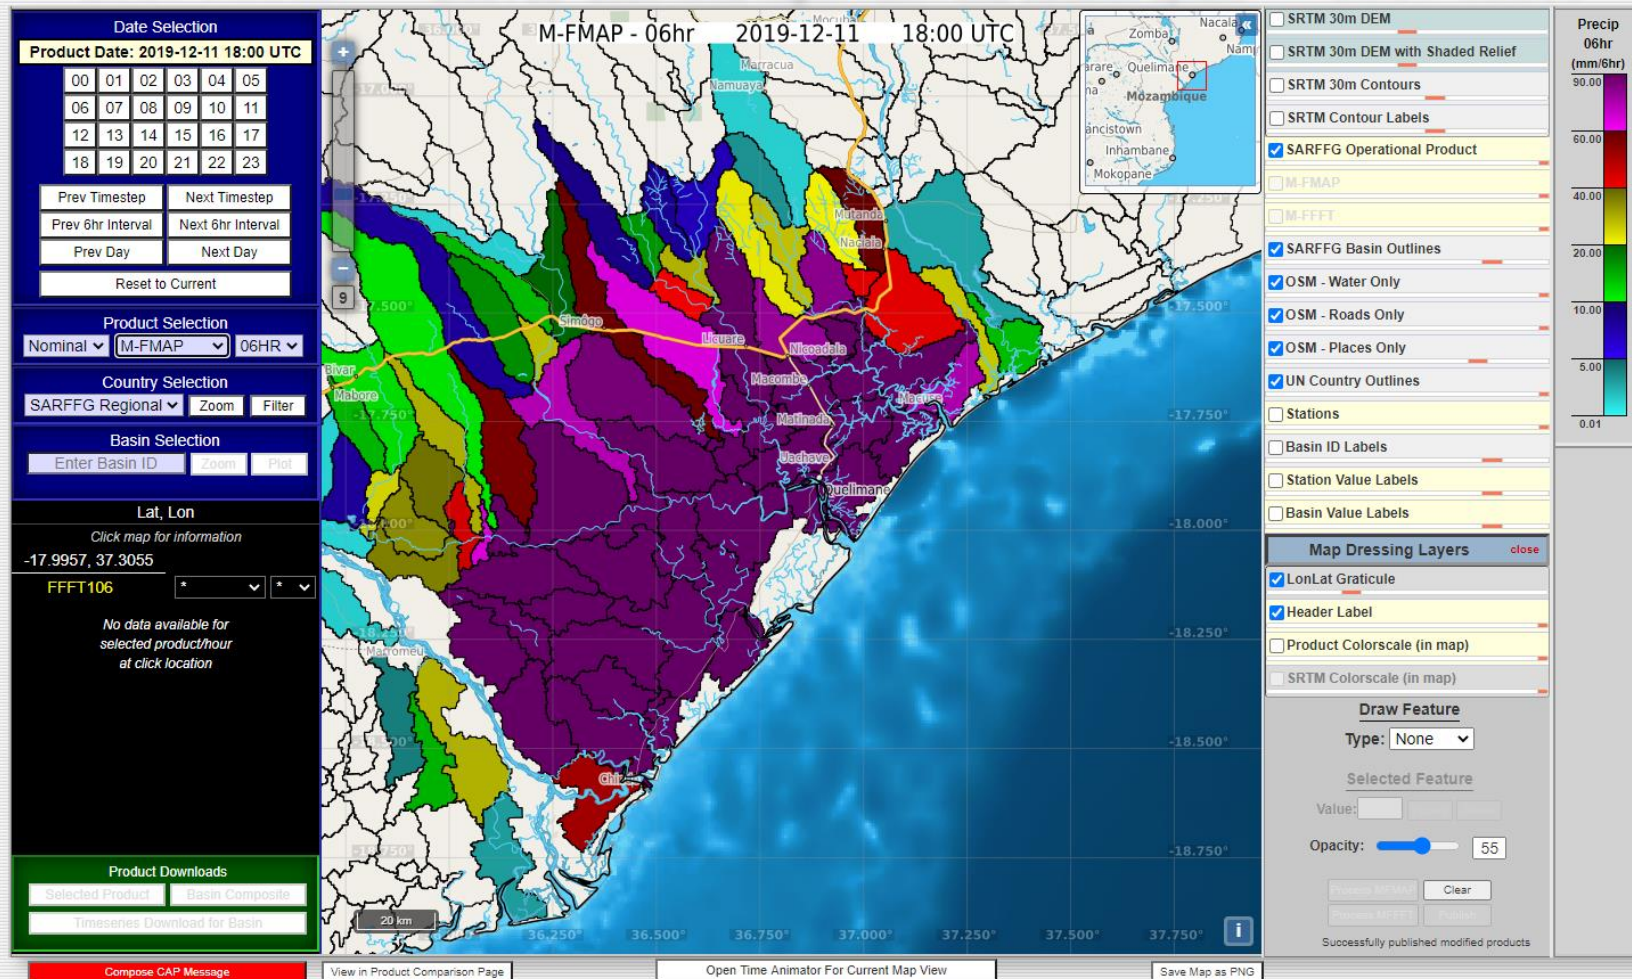 Date Selection
Product Date: 2019-12-11 18:00 UTC
00 01 02 03 04 05
06 07 08 09 10 11
12 13 14 15 16 17
18 19 20 21 22 23
Prev Timestep Next Timestep
Prev 6hr Interval Next 6hr Interval
Prev Day Next Day
Reset to Current
Product Selection
Nominal M-FMAP 06HR
Country Selection
SARFFG Regional Zoom Filter
Basin Selection
Enter Basin ID Zoom Plot
Lat, Lon
Click map for information
-17.9957, 37.3055
FFFT106 * *
No data available for
selected product/hour
at click location
Product Downloads
Selected Product Basin Composite
Timeseries Download for Basin
Compose CAP Message
M-FMAP - 06hr 2019-12-11 18:00 UTC
+
−
9
Mocuba
Marracua
Namuaya
Mutanda
Naciaia
Simogo
Licuare
Nicoadala
Bivar
Mabore
Macombe
Macuse
Matinada
Uachave
Quelimane
Marromeu
-17.500°
-17.750°
-18.000°
-18.250°
-18.500°
-18.750°
36.250° 36.500° 36.750° 37.000° 37.250° 37.500° 37.750°
20 km
i
«
Nacala
Zomba
Quelimane
Mozambique
ancistown
Inhambane
Mokopane
View in Product Comparison Page
Open Time Animator For Current Map View
Save Map as PNG
SRTM 30m DEM
SRTM 30m DEM with Shaded Relief
SRTM 30m Contours
SRTM Contour Labels
SARFFG Operational Product
M-FMAP
M-FFFT
SARFFG Basin Outlines
OSM - Water Only
OSM - Roads Only
OSM - Places Only
UN Country Outlines
Stations
Basin ID Labels
Station Value Labels
Basin Value Labels
Map Dressing Layers close
LonLat Graticule
Header Label
Product Colorscale (in map)
SRTM Colorscale (in map)
Draw Feature
Type: None
Selected Feature
Value:
Opacity: 55
Clear
Publish
Successfully published modified products
Precip
06hr
(mm/6hr)
90.00
60.00
40.00
20.00
10.00
5.00
0.01